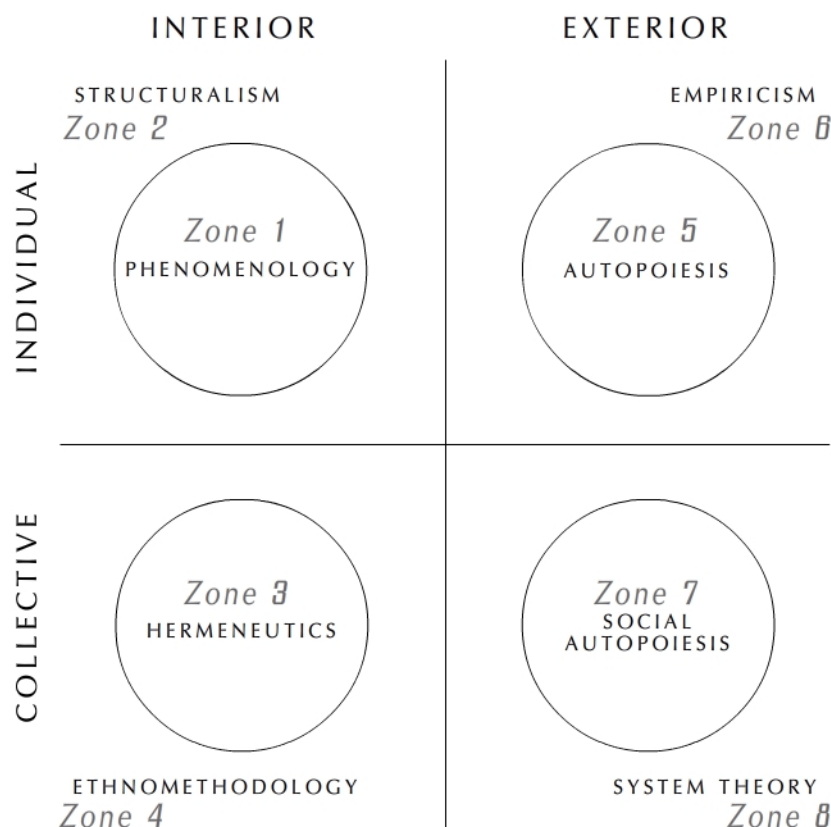 INTERIOR
EXTERIOR
INDIVIDUAL
STRUCTURALISM
Zone 2
Zone 1
PHENOMENOLOGY
EMPIRICISM
Zone 6
Zone 5
AUTOPOIESIS
COLLECTIVE
Zone 3
HERMENEUTICS
ETHNOMETHODOLOGY
Zone 4
Zone 7
SOCIAL
AUTOPOIESIS
SYSTEM THEORY
Zone 8